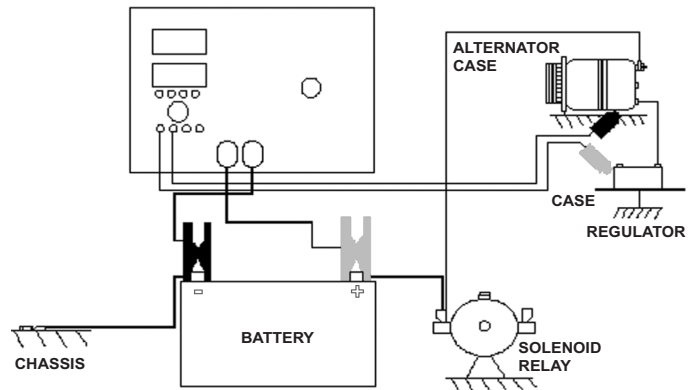 ALTERNATOR
CASE
CASE
REGULATOR
- +
BATTERY
SOLENOID
RELAY
CHASSIS